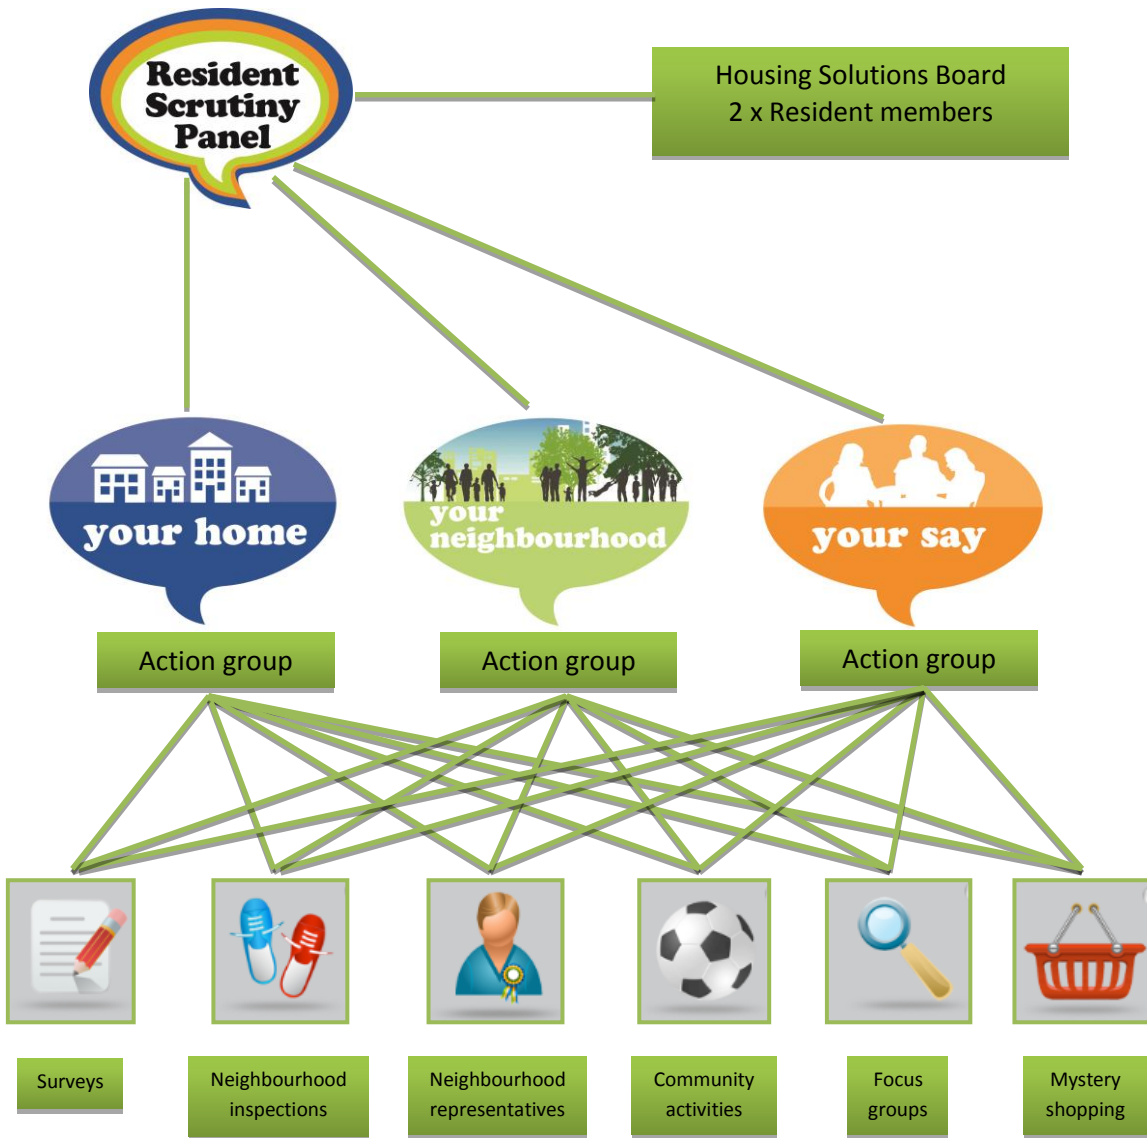 Resident
Scrutiny
Panel
Housing Solutions Board
2 x Resident members
your home
your
neighbourhood
your say
Action group
Action group
Action group
Surveys
Neighbourhood
inspections
Neighbourhood
representatives
Community
activities
Focus
groups
Mystery
shopping